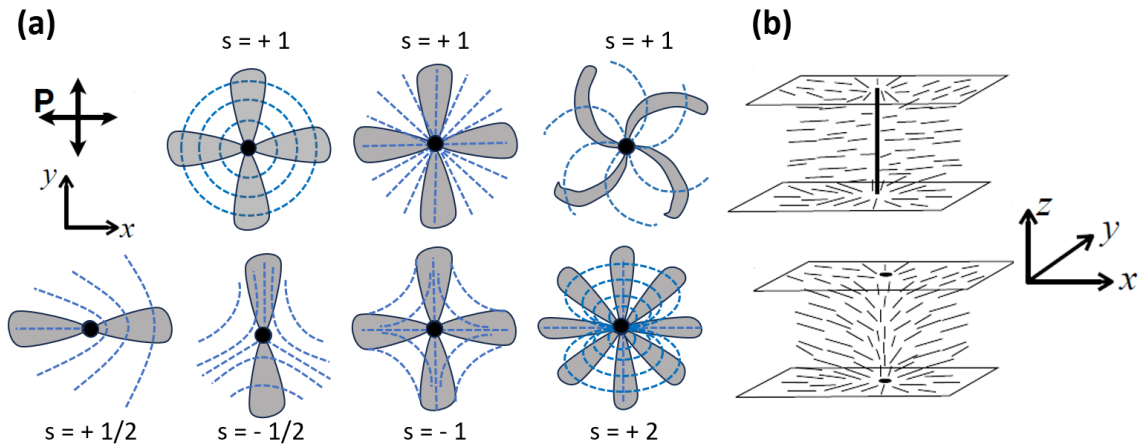 (a)
(b)
s = + 1
s = + 1
s = + 1
P
y
x
z
y
x
s = + 1/2
s = - 1/2
s = - 1
s = + 2